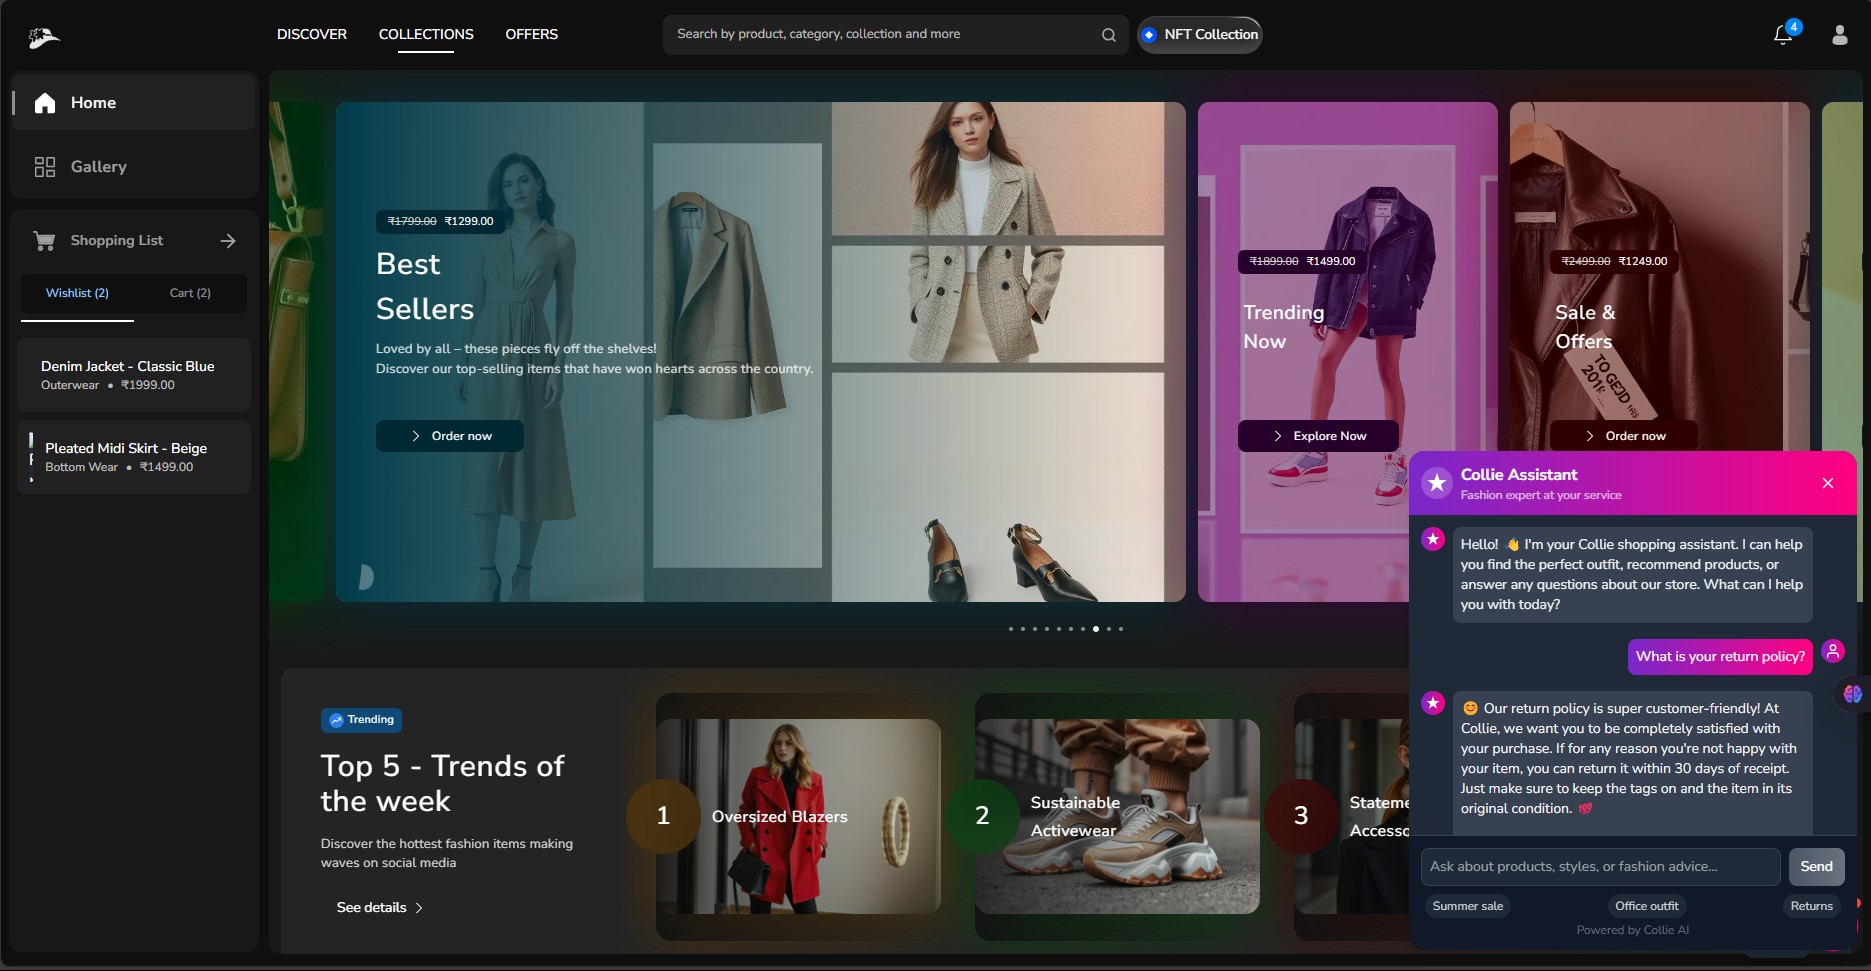 DISCOVER
COLLECTIONS
OFFERS
Search by product, category, collection and more
NFT Collection
4
Home
Gallery
Shopping List
Wishlist (2)
Cart (2)
Denim Jacket - Classic Blue
Outerwear • ₹1999.00
Pleated Midi Skirt - Beige
Bottom Wear • ₹1499.00
₹1799.00 ₹1299.00
Best
Sellers
Loved by all – these pieces fly off the shelves!
Discover our top-selling items that have won hearts across the country.
Order now
₹1899.00 ₹1499.00
Trending
Now
Explore Now
₹2499.00 ₹1249.00
Sale &
Offers
Order now
Trending
Top 5 - Trends of
the week
Discover the hottest fashion items making
waves on social media
See details
1
Oversized Blazers
2
Sustainable
Activewear
3
Stateme
Accesso
Collie Assistant
Fashion expert at your service
Hello! 👋 I'm your Collie shopping assistant. I can help
you find the perfect outfit, recommend products, or
answer any questions about our store. What can I help
you with today?
What is your return policy?
😊 Our return policy is super customer-friendly! At
Collie, we want you to be completely satisfied with
your purchase. If for any reason you're not happy with
your item, you can return it within 30 days of receipt.
Just make sure to keep the tags on and the item in its
original condition. 💯
Ask about products, styles, or fashion advice...
Send
Summer sale
Office outfit
Returns
Powered by Collie AI